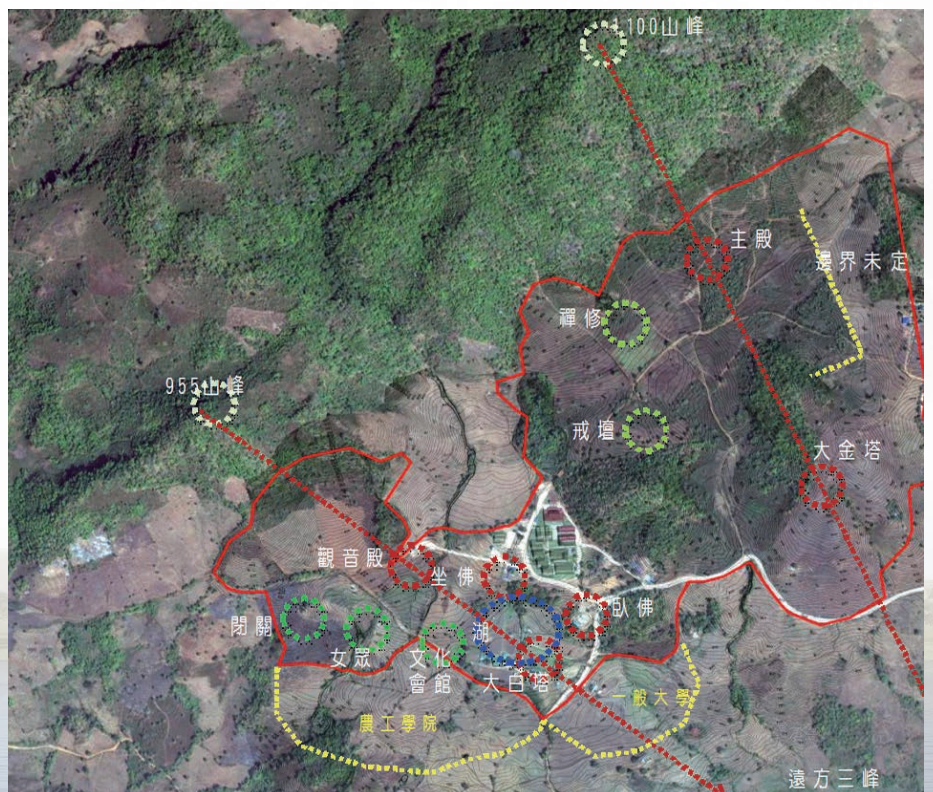 1100山峰
主殿
邊界未定
禪修
955山峰
戒壇
大金塔
觀音殿
坐佛
臥佛
閉關
女眾
文化
會館
湖
大白塔
一般大學
農工學院
遠方三峰